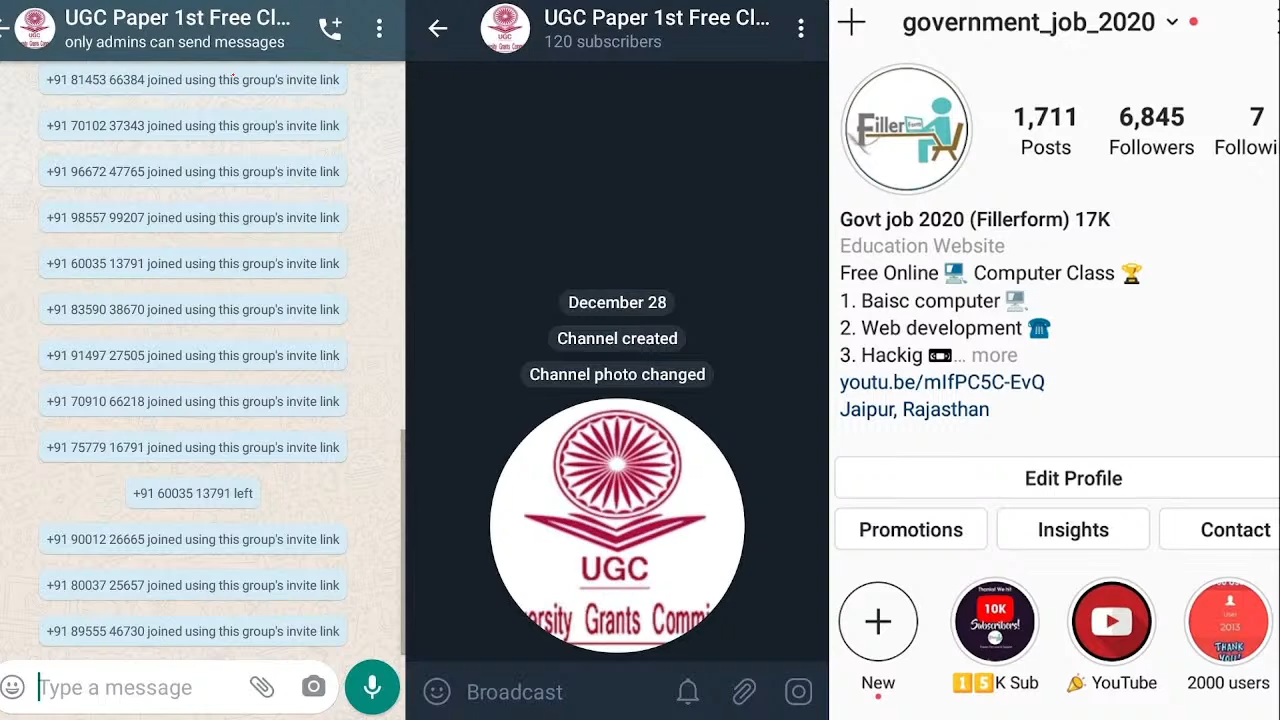 UGC Paper 1st Free Cl...
ly admins can send messages
+91 81453 66384 joined using this group's invite link
+91 70102 37343 joined using this group's invite link
+91 96672 47765 joined using this group's invite link
+91 98557 99207 joined using this group's invite link
+91 60035 13791 joined using this group's invite link
+91 83590 38670 joined using this group's invite link
+91 91497 27505 joined using this group's invite link
+91 70910 66218 joined using this group's invite link
+91 75779 16791 joined using this group's invite link
+91 60035 13791 left
+91 90012 26665 joined using this group's invite link
+91 80037 25657 joined using this group's invite link
+91 89555 46730 joined using this group's invite link
Type a message
UGC Paper 1st Free Cl...
120 subscribers
December 28
Channel created
Channel photo changed
UGC
ersity Grants Commi
Broadcast
government_job_2020
Filler
1,711 6,845 7
Posts Followers Followi
Govt job 2020 (Fillerform) 17K
Education Website
Free Online 💻 Computer Class 🏆
1. Baisc computer 💻
2. Web development ☎
3. Hackig 📼... more
youtu.be/mIfPC5C-EvQ
Jaipur, Rajasthan
Edit Profile
Promotions Insights Contact
10K
Subscribers!
User
2013
THANK
YOU!
New 1️⃣5️⃣K Sub 🎉 YouTube 2000 users